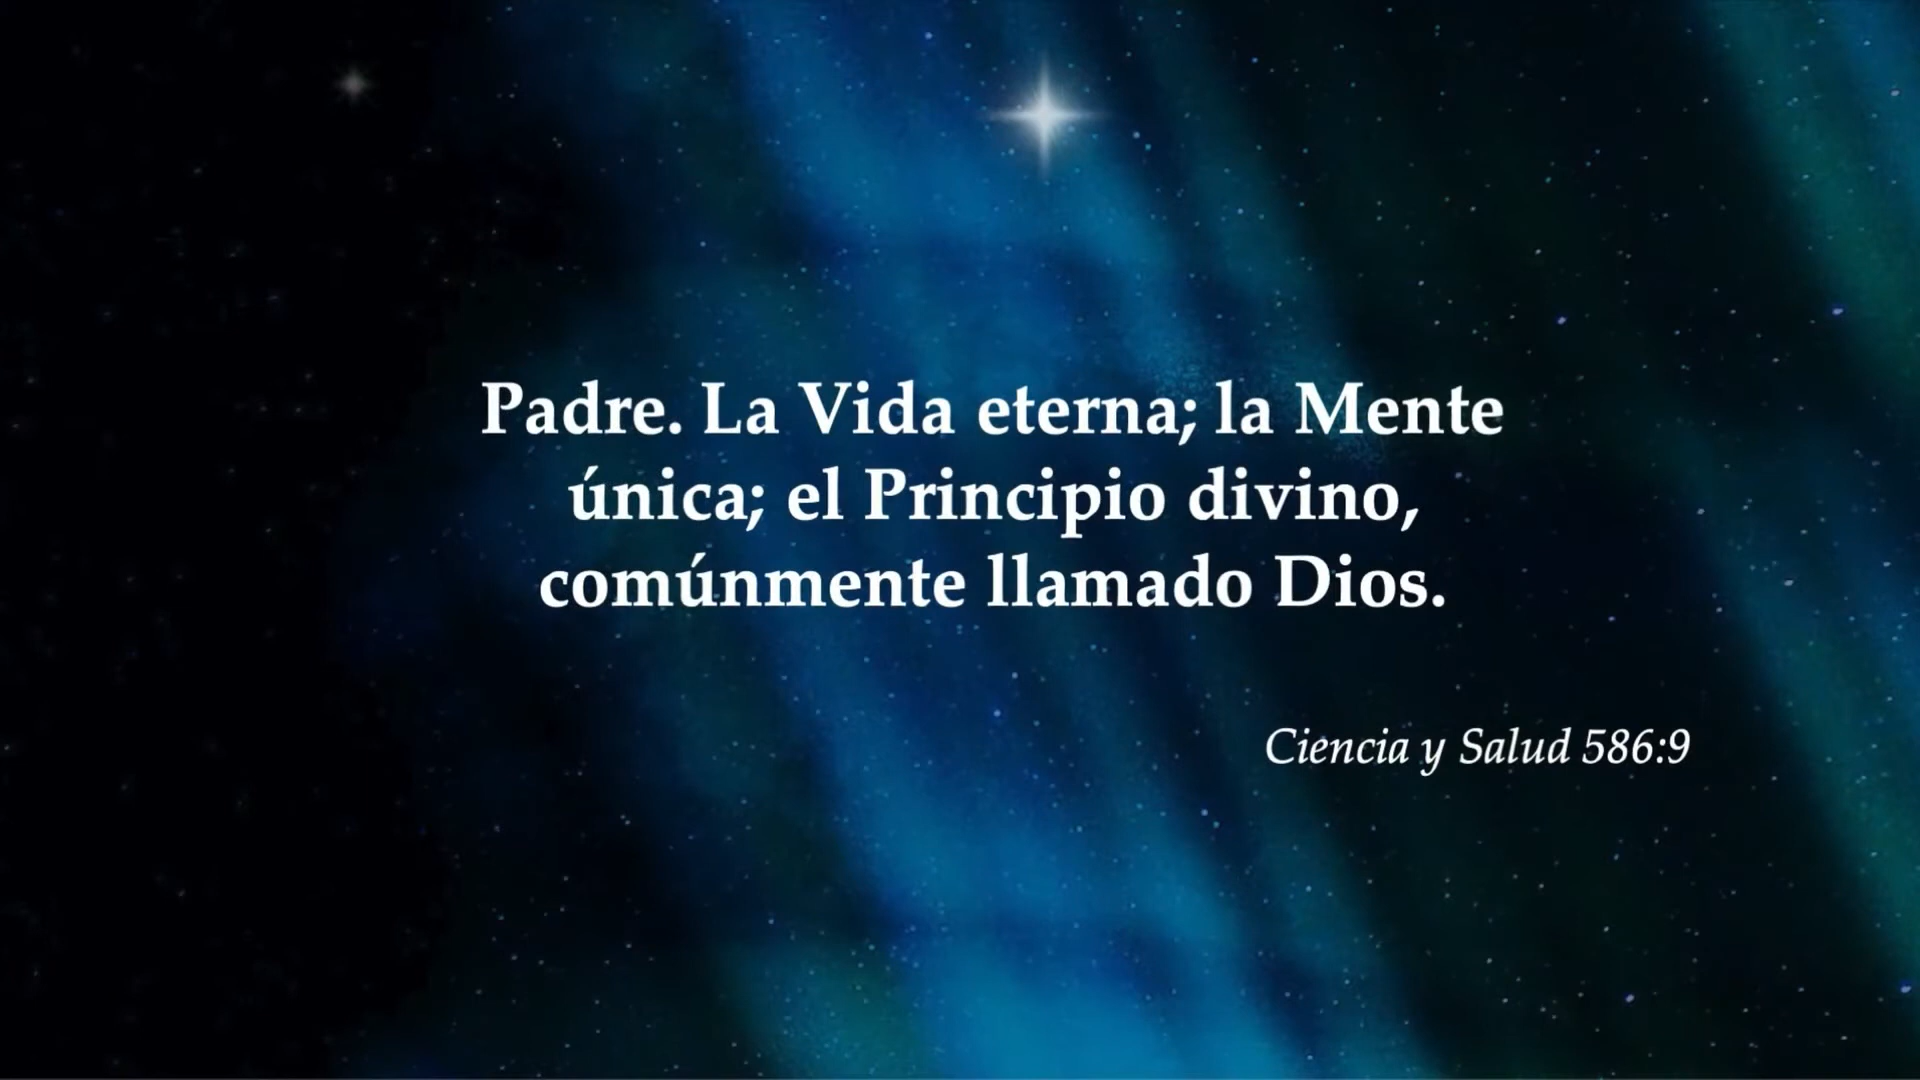 Padre. La Vida eterna; la Mente
única; el Principio divino,
comúnmente llamado Dios.
Ciencia y Salud 586:9